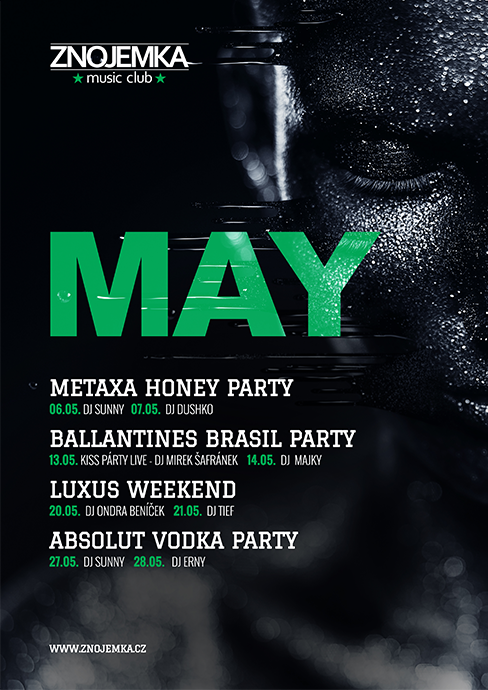 ZNOJEMKA
★ music club ★
MAY
METAXA HONEY PARTY
06.05. DJ SUNNY 07.05. DJ DUSHKO
BALLANTINES BRASIL PARTY
13.05. KISS PÁRTY LIVE - DJ MIREK ŠAFRÁNEK 14.05. DJ MAJKY
LUXUS WEEKEND
20.05. DJ ONDRA BENÍČEK 21.05. DJ TIEF
ABSOLUT VODKA PARTY
27.05. DJ SUNNY 28.05. DJ ERNY
WWW.ZNOJEMKA.CZ